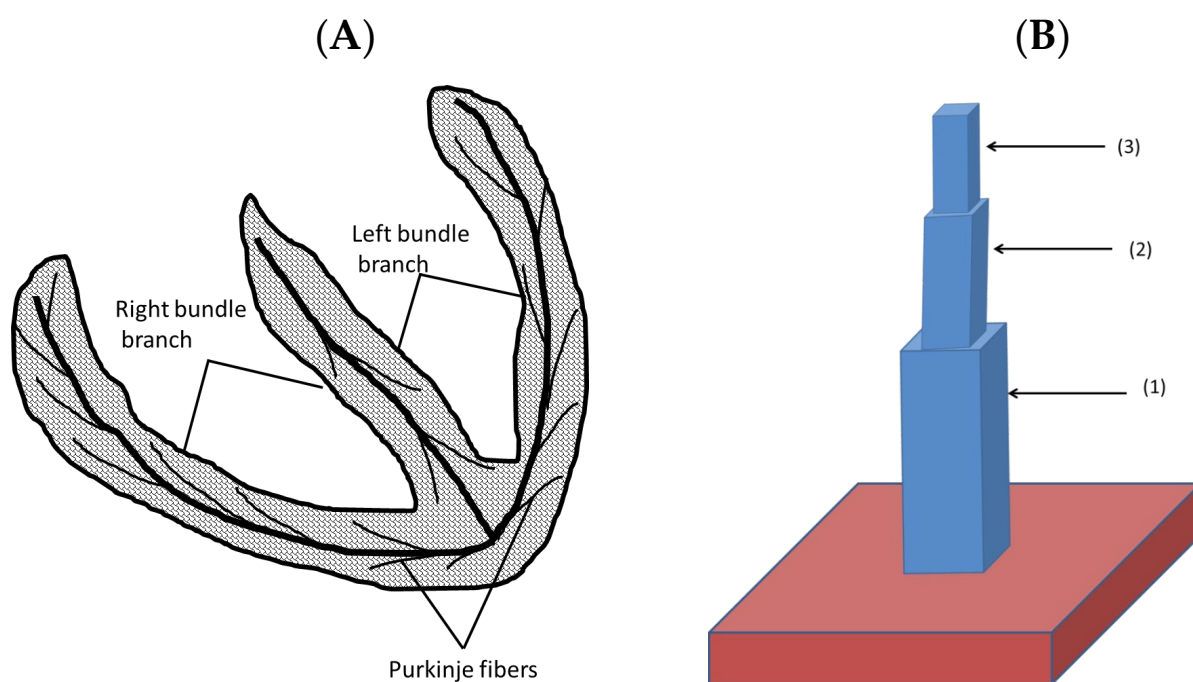 (A)
(B)
Left bundle
branch
Right bundle
branch
Purkinje fibers
(3)
(2)
(1)